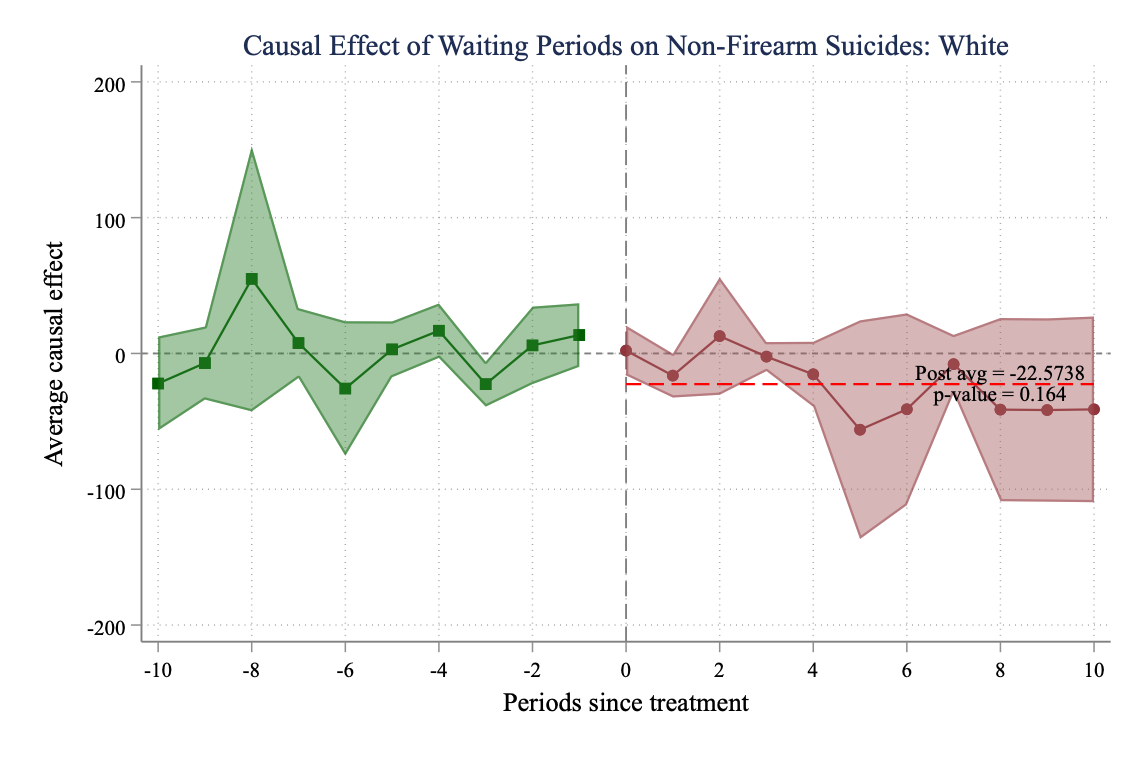 Causal Effect of Waiting Periods on Non-Firearm Suicides: White
200
100
0
-100
-200
Average causal effect
Post avg = -22.5738
p-value = 0.164
-10 -8 -6 -4 -2 0 2 4 6 8 10
Periods since treatment